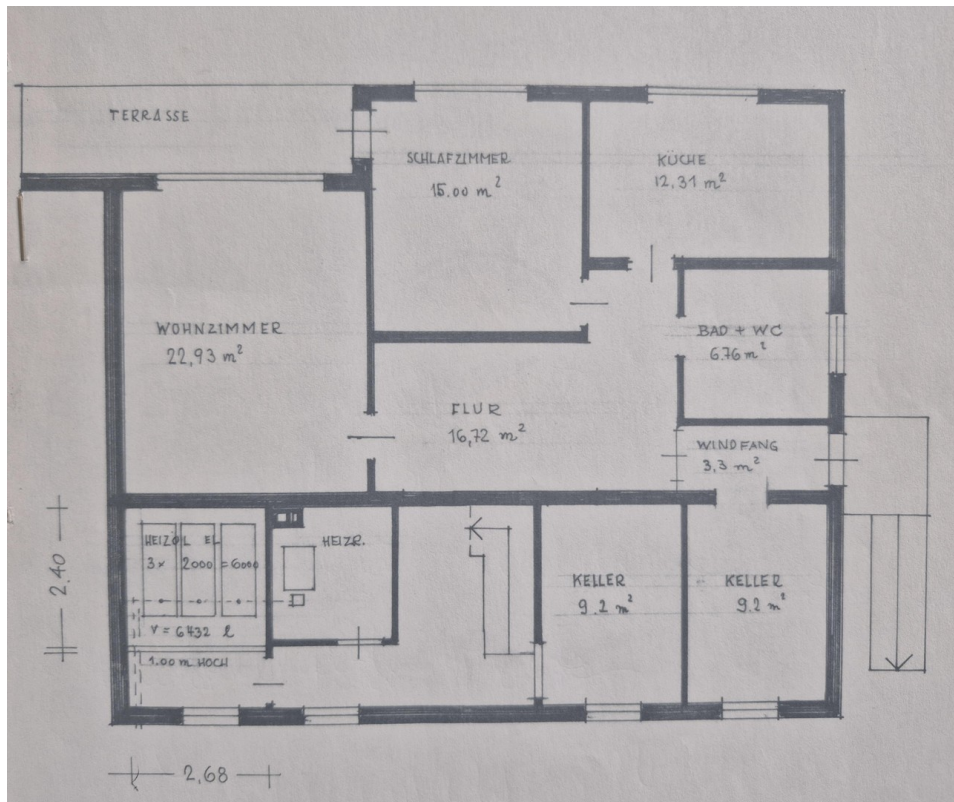 TERRASSE
SCHLAFZIMMER
15.00 m²
KÜCHE
12,31 m²
WOHNZIMMER
22,93 m²
BAD + WC
6.76 m²
FLUR
16,72 m²
WINDFANG
3,3 m²
HEIZÖL EL
3x 2000 = 6000
V = 6432 l
1.00 m HOCH
HEIZR.
KELLER
9.2 m²
KELLER
9.2 m²
2.40
2,68